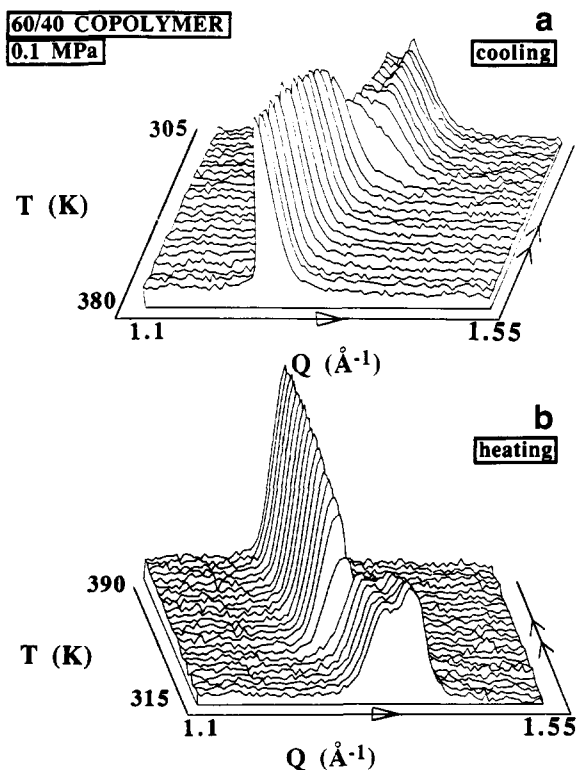 60/40 COPOLYMER
0.1 MPa
a
cooling
305
T (K)
380
1.1
1.55
Q (Å-1)
b
heating
390
T (K)
315
1.1
1.55
Q (Å-1)